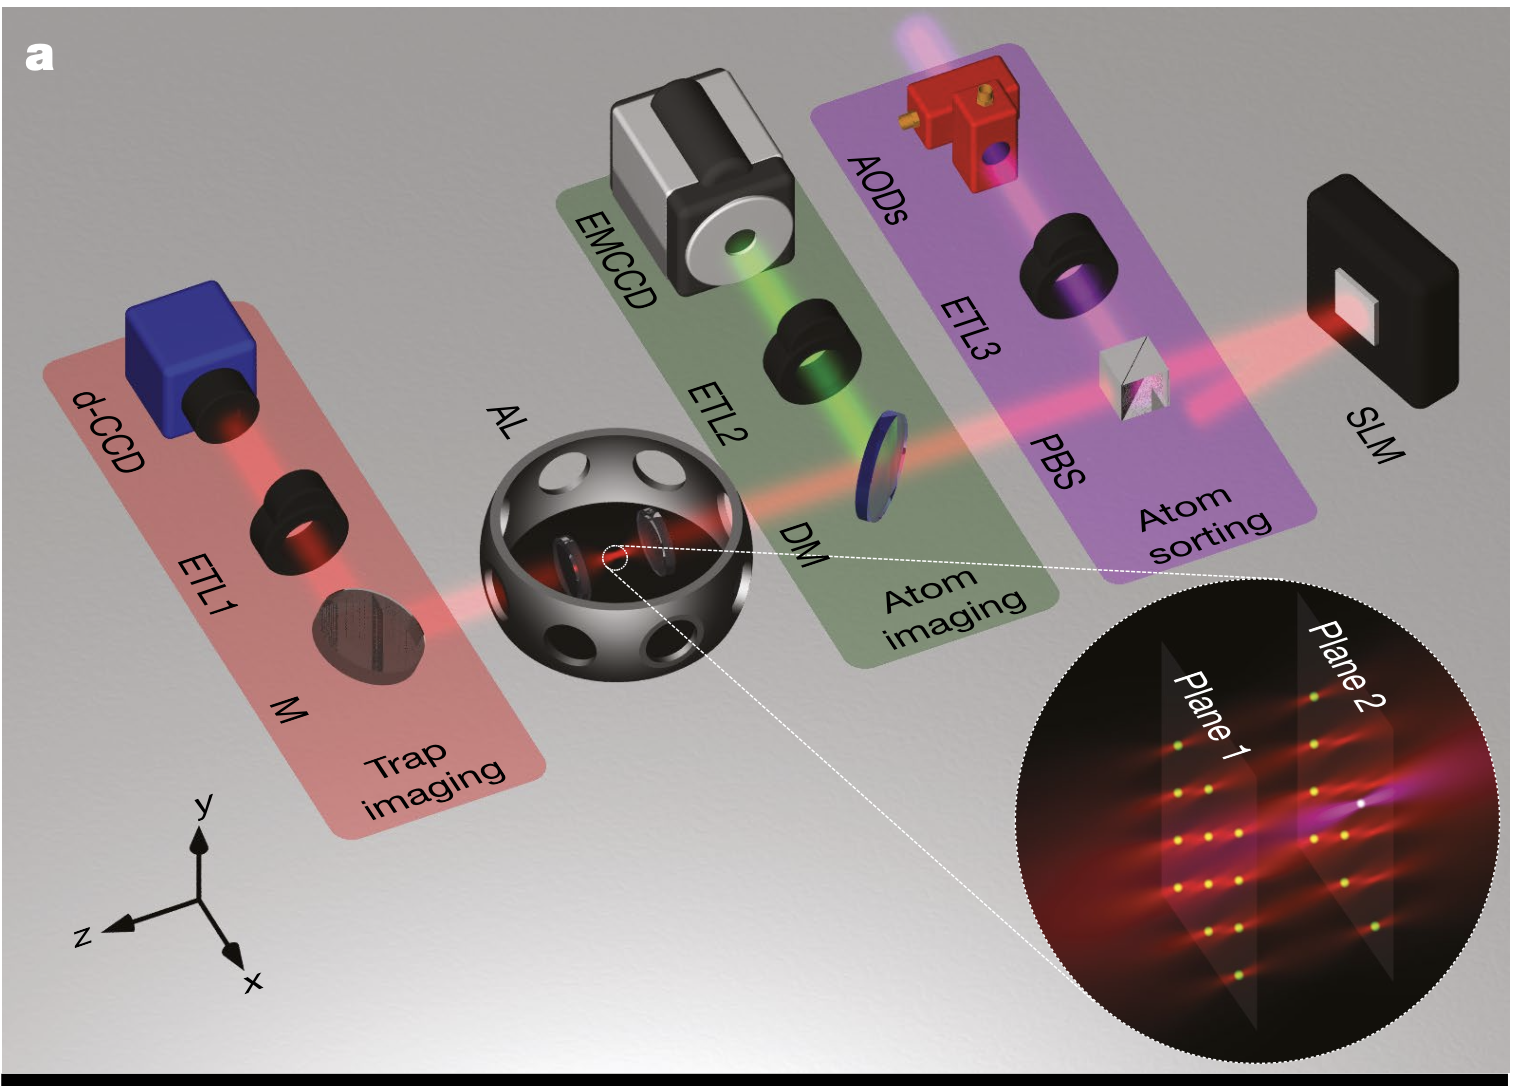 a
AODs
EMCCD
ETL3
d-CCD
ETL2
AL
PBS
SLM
Atom
sorting
DM
ETL1
Atom
imaging
Plane 2
Plane 1
M
Trap
imaging
y
z
x